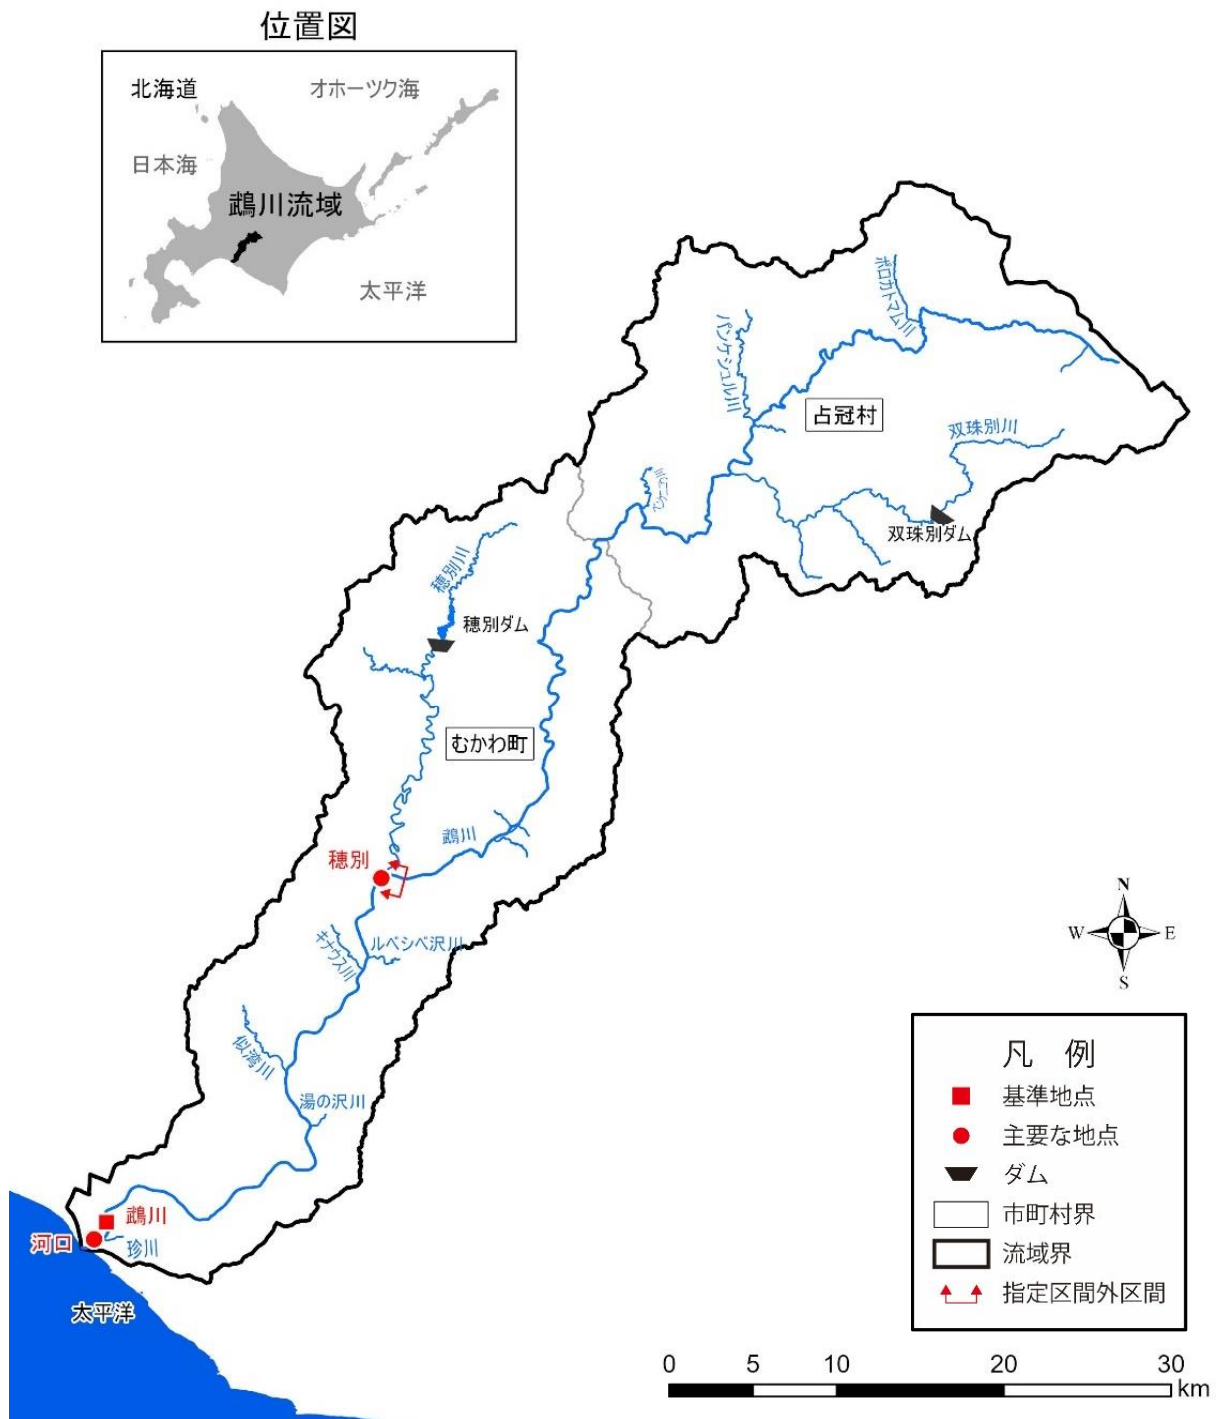 位置図
北海道
オホーツク海
日本海
鵡川流域
太平洋
ポロカトマム川
パンケシュル川
占冠村
双珠別川
双珠別ダム
穂別川
穂別ダム
むかわ町
鵡川
穂別
ルベシベ沢川
キナウス川
似湾川
湯の沢川
鵡川
河口
珍川
太平洋
N
W
E
S
凡 例
基準地点
主要な地点
ダム
市町村界
流域界
指定区間外区間
0
5
10
20
30
km